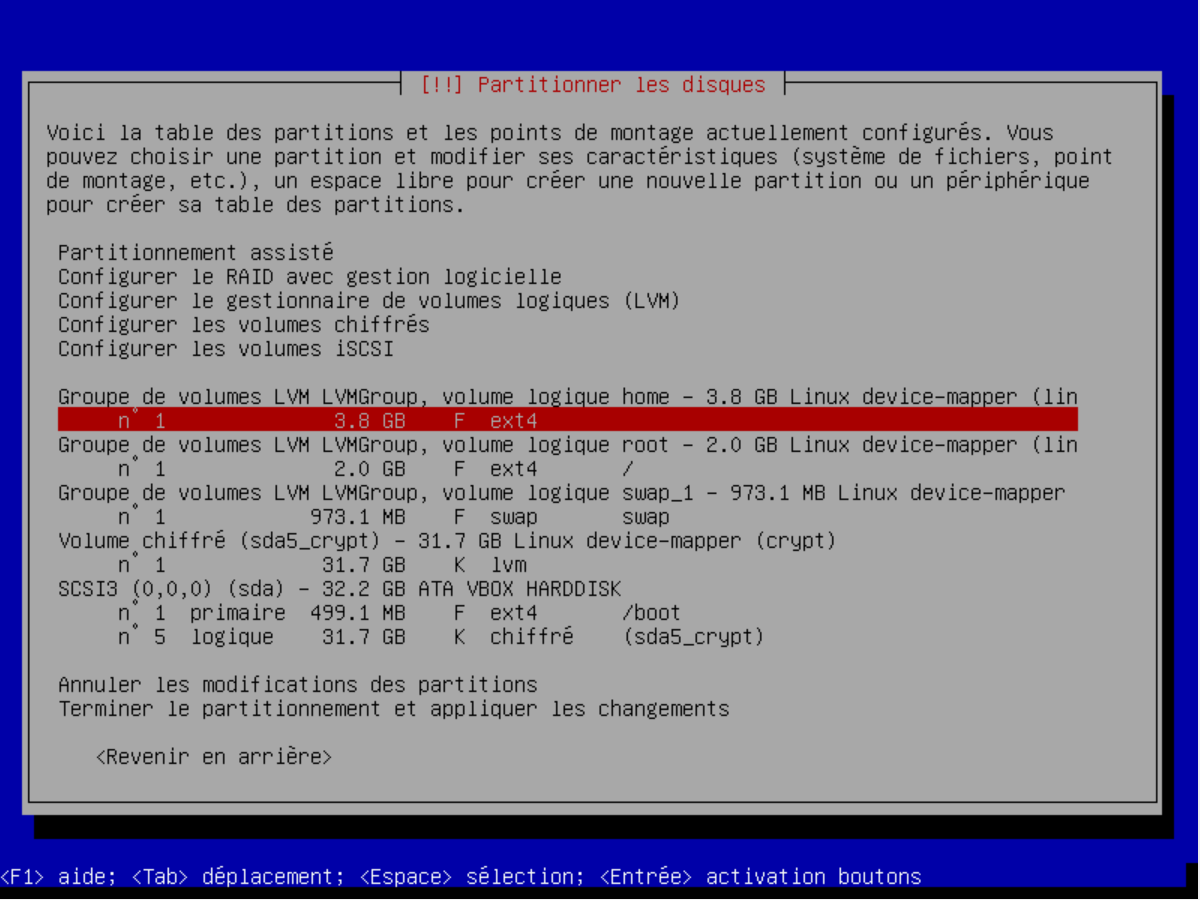 [!!] Partitionner les disques
Voici la table des partitions et les points de montage actuellement configurés. Vous
pouvez choisir une partition et modifier ses caractéristiques (système de fichiers, point
de montage, etc.), un espace libre pour créer une nouvelle partition ou un périphérique
pour créer sa table des partitions.
Partitionnement assisté
Configurer le RAID avec gestion logicielle
Configurer le gestionnaire de volumes logiques (LVM)
Configurer les volumes chiffrés
Configurer les volumes iSCSI
Groupe de volumes LVM LVMGroup, volume logique home - 3.8 GB Linux device-mapper (lin
n° 1 3.8 GB F ext4
Groupe de volumes LVM LVMGroup, volume logique root - 2.0 GB Linux device-mapper (lin
n° 1 2.0 GB F ext4 /
Groupe de volumes LVM LVMGroup, volume logique swap_1 - 973.1 MB Linux device-mapper
n° 1 973.1 MB F swap swap
Volume chiffré (sda5_crypt) - 31.7 GB Linux device-mapper (crypt)
n° 1 31.7 GB K lvm
SCSI3 (0,0,0) (sda) - 32.2 GB ATA VBOX HARDDISK
n° 1 primaire 499.1 MB F ext4 /boot
n° 5 logique 31.7 GB K chiffré (sda5_crypt)
Annuler les modifications des partitions
Terminer le partitionnement et appliquer les changements
<Revenir en arrière>
<F1> aide; <Tab> déplacement; <Espace> sélection; <Entrée> activation boutons